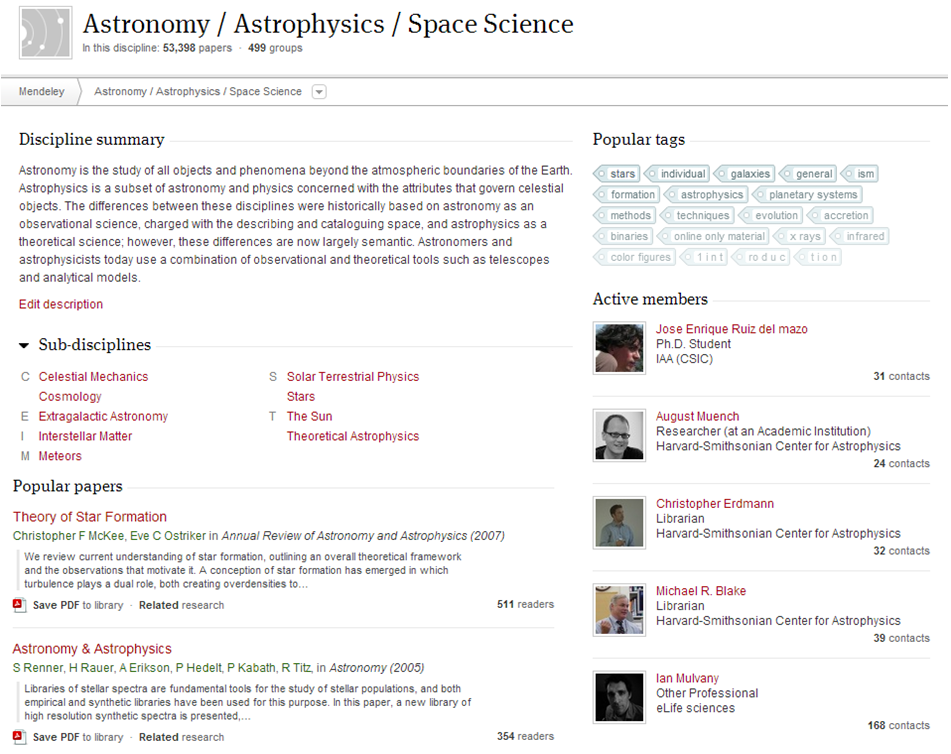 Astronomy / Astrophysics / Space Science
In this discipline: 53,398 papers · 499 groups
Mendeley
Astronomy / Astrophysics / Space Science
Discipline summary
Astronomy is the study of all objects and phenomena beyond the atmospheric boundaries of the Earth.
Astrophysics is a subset of astronomy and physics concerned with the attributes that govern celestial
objects. The differences between these disciplines were historically based on astronomy as an
observational science, charged with the describing and cataloguing space, and astrophysics as a
theoretical science; however, these differences are now largely semantic. Astronomers and
astrophysicists today use a combination of observational and theoretical tools such as telescopes
and analytical models.
Edit description
Sub-disciplines
C Celestial Mechanics
Cosmology
E Extragalactic Astronomy
I Interstellar Matter
M Meteors
S Solar Terrestrial Physics
Stars
T The Sun
Theoretical Astrophysics
Popular papers
Theory of Star Formation
Christopher F McKee, Eve C Ostriker in Annual Review of Astronomy and Astrophysics (2007)
We review current understanding of star formation, outlining an overall theoretical framework
and the observations that motivate it. A conception of star formation has emerged in which
turbulence plays a dual role, both creating overdensities to...
Save PDF to library · Related research 511 readers
Astronomy & Astrophysics
S Renner, H Rauer, A Erikson, P Hedelt, P Kabath, R Titz, in Astronomy (2005)
Libraries of stellar spectra are fundamental tools for the study of stellar populations, and both
empirical and synthetic libraries have been used for this purpose. In this paper, a new library of
high resolution synthetic spectra is presented,...
Save PDF to library · Related research 354 readers
Popular tags
stars individual galaxies general ism
formation astrophysics planetary systems
methods techniques evolution accretion
binaries online only material x rays infrared
color figures 1 i n t r o d u c t i o n
Active members
Jose Enrique Ruiz del mazo
Ph.D. Student
IAA (CSIC)
31 contacts
August Muench
Researcher (at an Academic Institution)
Harvard-Smithsonian Center for Astrophysics
24 contacts
Christopher Erdmann
Librarian
Harvard-Smithsonian Center for Astrophysics
32 contacts
Michael R. Blake
Librarian
Harvard-Smithsonian Center for Astrophysics
39 contacts
Ian Mulvany
Other Professional
eLife sciences
168 contacts